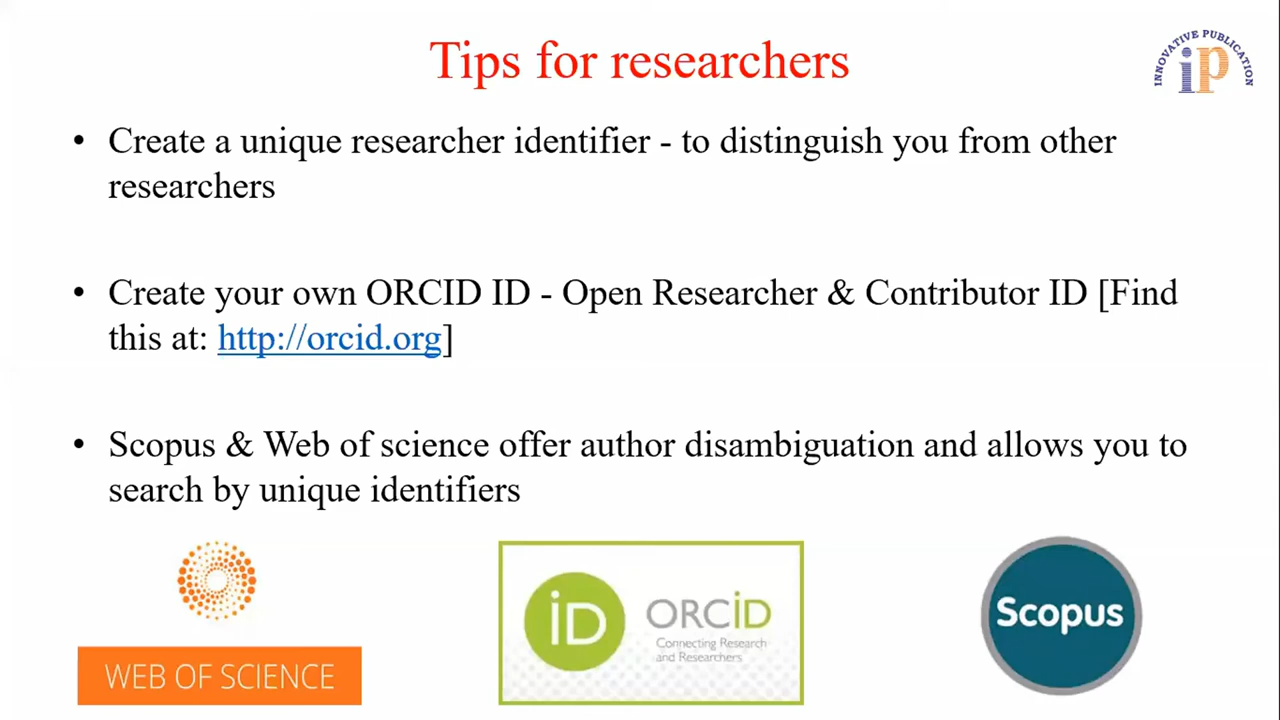 Tips for researchers
INNOVATIVE PUBLICATION
ip
• Create a unique researcher identifier - to distinguish you from other
researchers
• Create your own ORCID ID - Open Researcher & Contributor ID [Find
this at: http://orcid.org]
• Scopus & Web of science offer author disambiguation and allows you to
search by unique identifiers
WEB OF SCIENCE
iD ORCiD
Connecting Research
and Researchers
Scopus